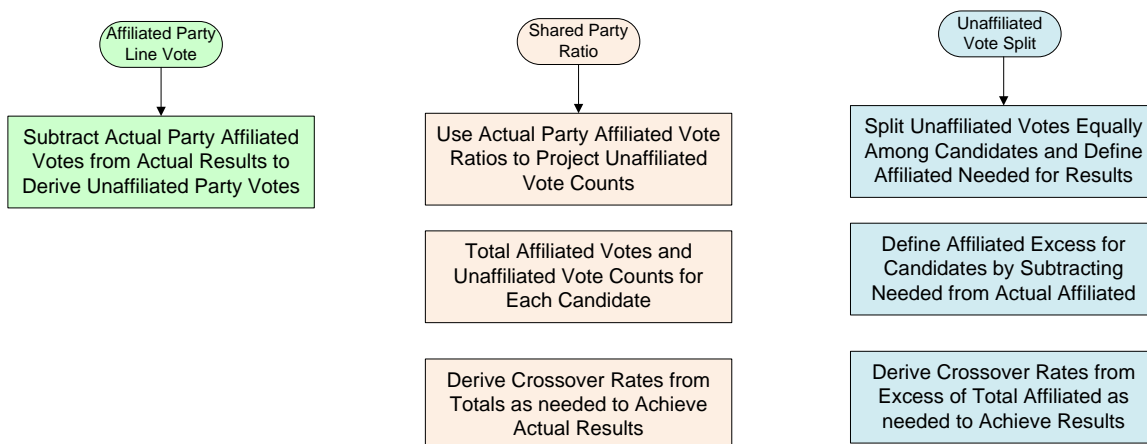 Affiliated Party
Line Vote
Subtract Actual Party Affiliated
Votes from Actual Results to
Derive Unaffiliated Party Votes
Shared Party
Ratio
Use Actual Party Affiliated Vote
Ratios to Project Unaffiliated
Vote Counts
Total Affiliated Votes and
Unaffiliated Vote Counts for
Each Candidate
Derive Crossover Rates from
Totals as needed to Achieve
Actual Results
Unaffiliated
Vote Split
Split Unaffiliated Votes Equally
Among Candidates and Define
Affiliated Needed for Results
Define Affiliated Excess for
Candidates by Subtracting
Needed from Actual Affiliated
Derive Crossover Rates from
Excess of Total Affiliated as
needed to Achieve Results